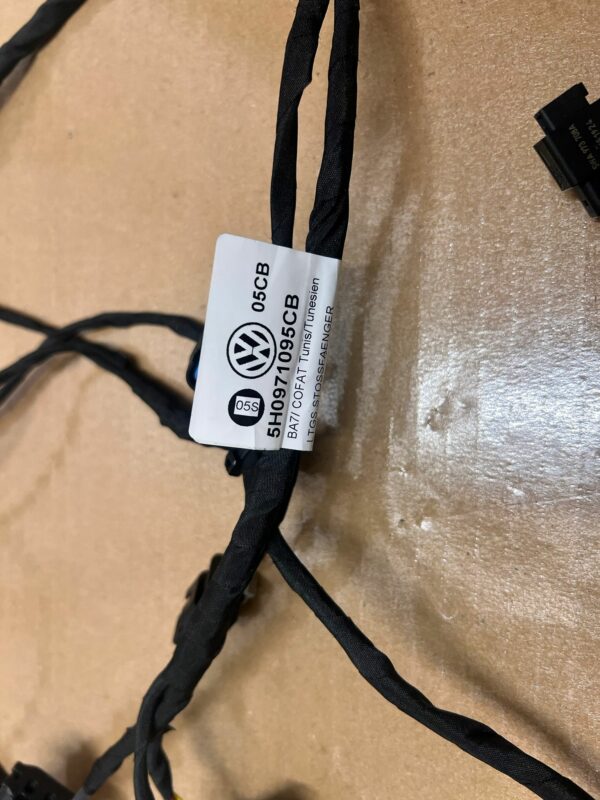 05S 05CB
5H0971095CB
BA7/ COFAT Tunis/Tunesien
LTGS STOSSFAENGER